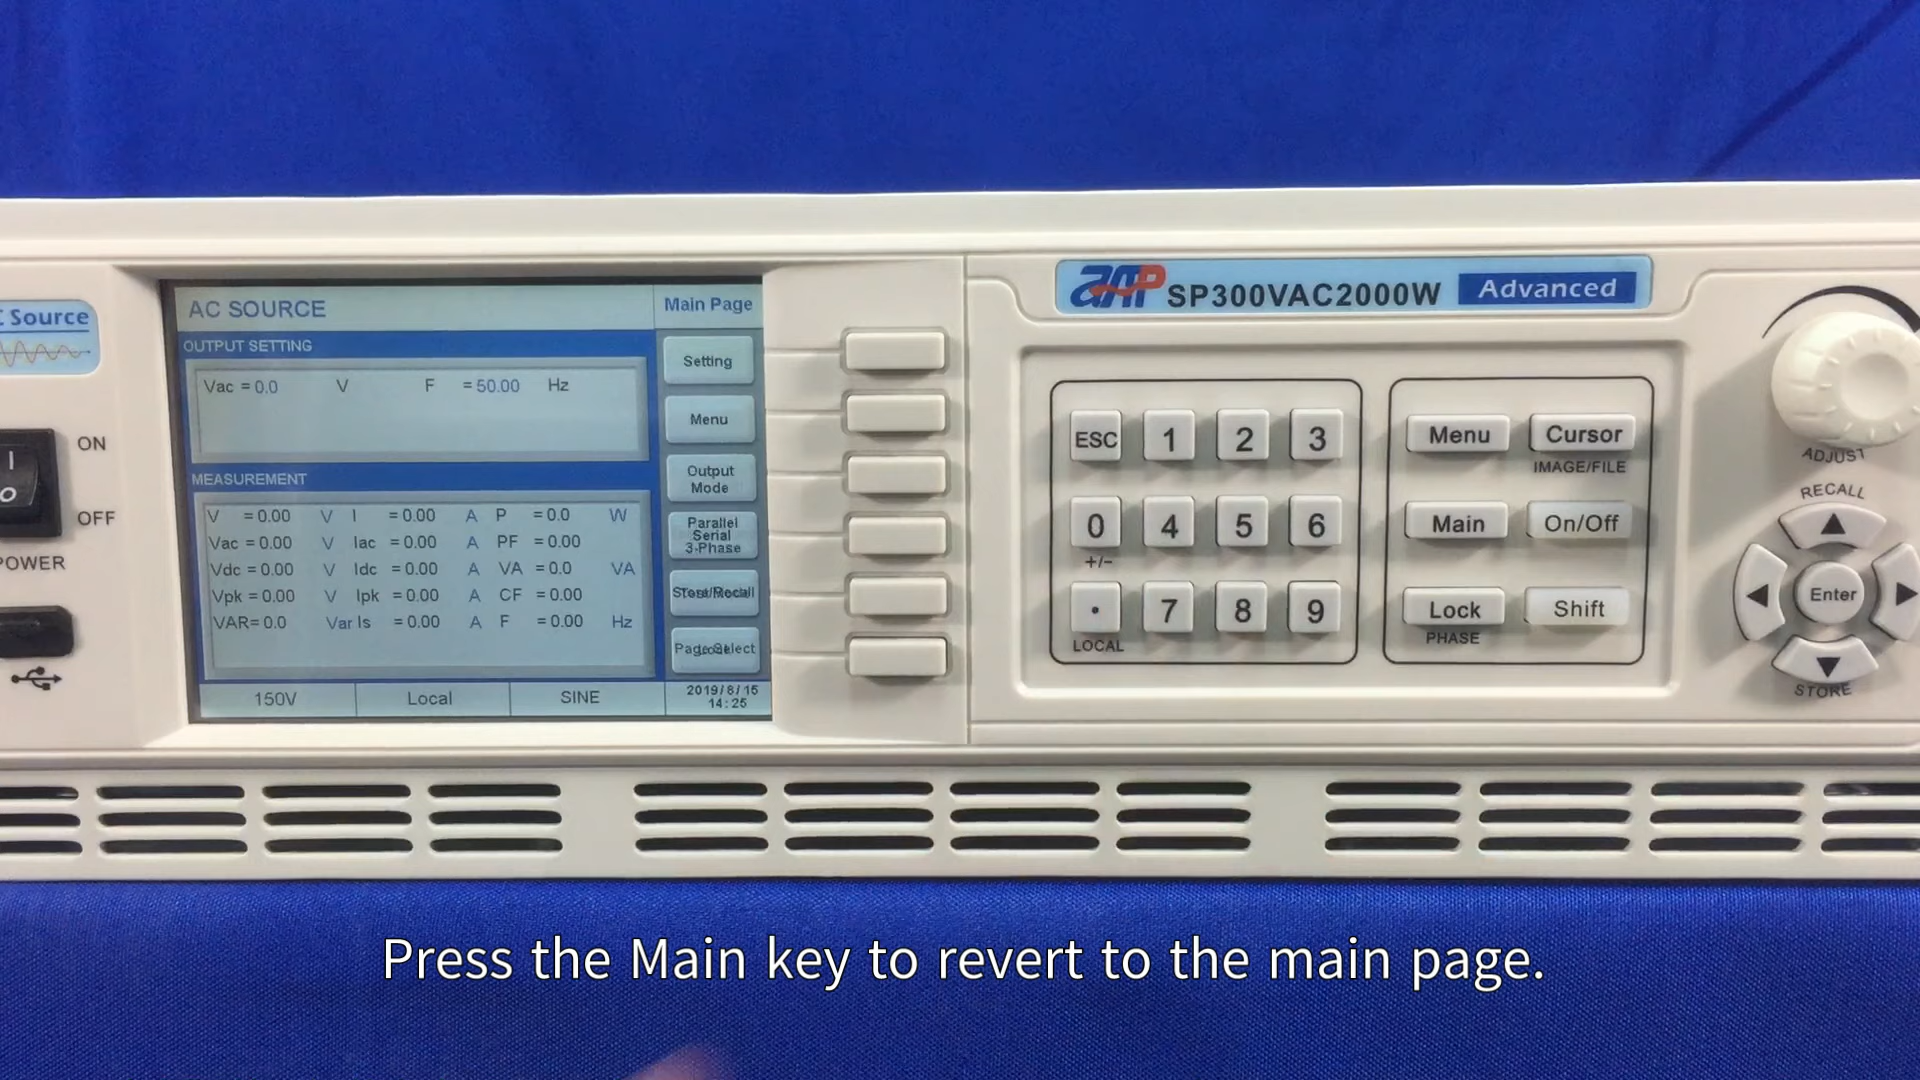 C Source
ON
OFF
POWER
AC SOURCE
Main Page
OUTPUT SETTING
Vac = 0.0 V F = 50.00 Hz
MEASUREMENT
V = 0.00 V I = 0.00 A P = 0.0 W
Vac = 0.00 V Iac = 0.00 A PF = 0.00
Vdc = 0.00 V Idc = 0.00 A VA = 0.0 VA
Vpk = 0.00 V Ipk = 0.00 A CF = 0.00
VAR= 0.0 Var Is = 0.00 A F = 0.00 Hz
150V Local SINE
Setting
Menu
Output
Mode
Parallel
Serial
3-Phase
Page Select
2019/8/15
14:25
AMP SP300VAC2000W Advanced
ESC 1 2 3
0 4 5 6
+/-
. 7 8 9
LOCAL
Menu Cursor
IMAGE/FILE
Main On/Off
Lock Shift
PHASE
ADJUST
RECALL
Enter
STORE
Press the Main key to revert to the main page.